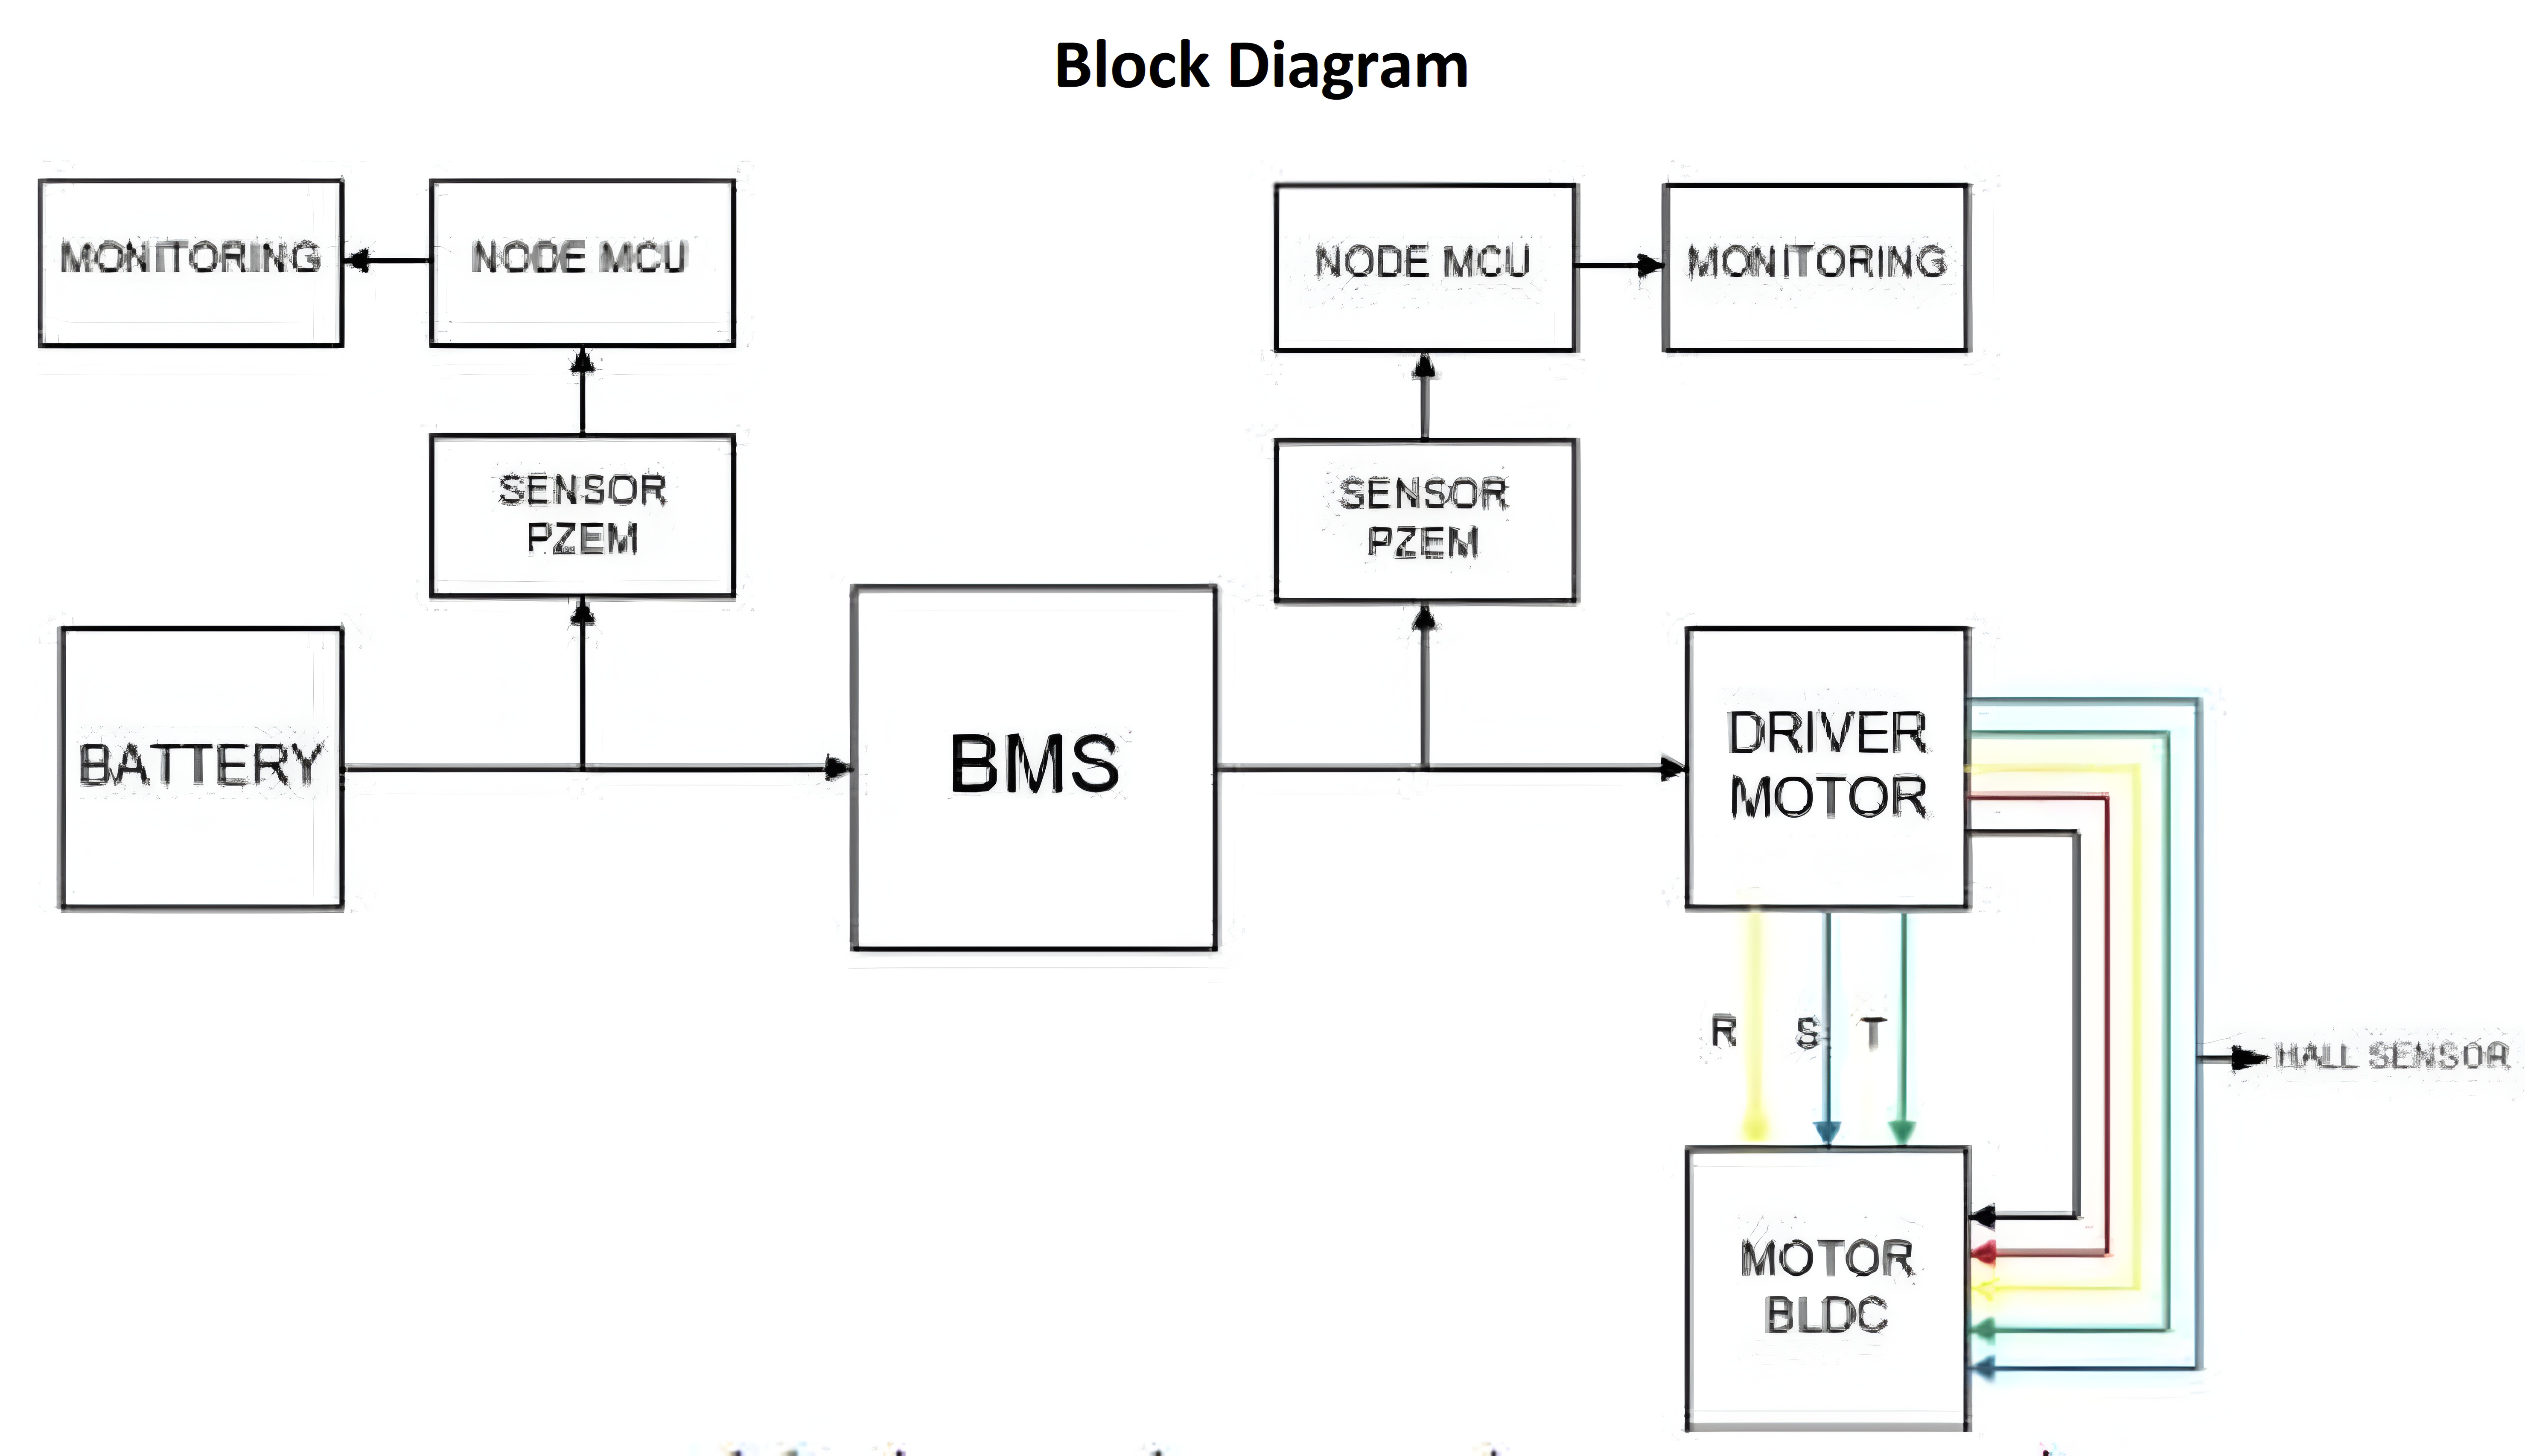 Block Diagram
MONITORING
NODE MCU
NODE MCU
MONITORING
SENSOR
PZEM
SENSOR
PZEM
BATTERY
BMS
DRIVER
MOTOR
R S T
HALL SENSOR
MOTOR
BLDC